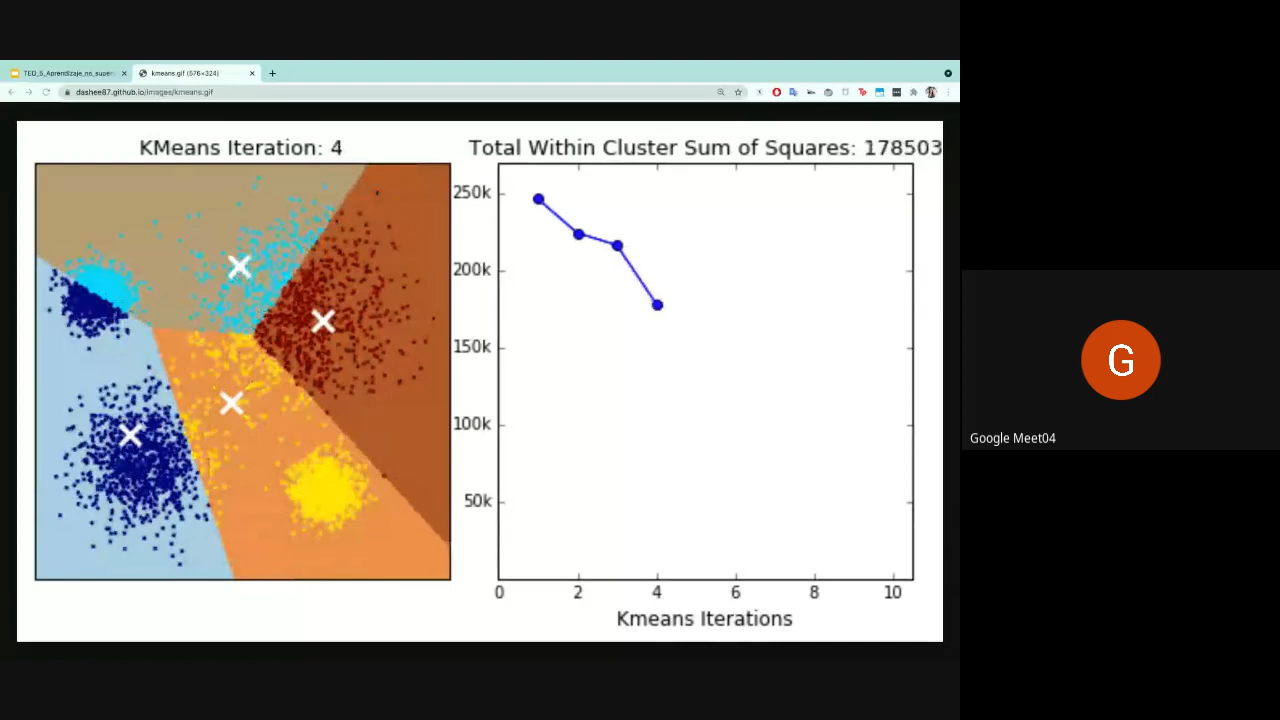 TEO_5_Aprendizaje_no_superv
kmeans.gif (576×324)
dashee87.github.io/images/kmeans.gif
KMeans Iteration: 4
Total Within Cluster Sum of Squares: 178503
250k
200k
150k
100k
50k
0 2 4 6 8 10
Kmeans Iterations
G
Google Meet04